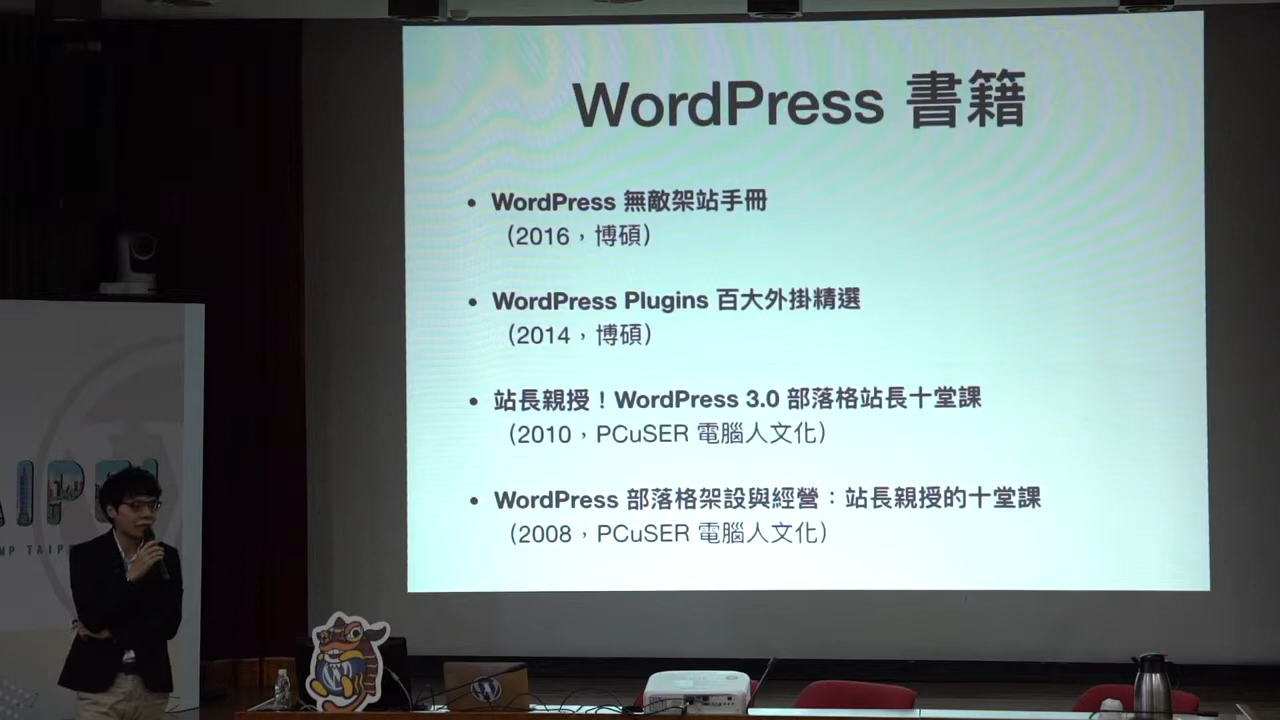 WordPress 書籍
• WordPress 無敵架站手冊
（2016，博碩）
• WordPress Plugins 百大外掛精選
（2014，博碩）
• 站長親授！WordPress 3.0 部落格站長十堂課
（2010，PCuSER 電腦人文化）
• WordPress 部落格架設與經營：站長親授的十堂課
（2008，PCuSER 電腦人文化）
AIPEI
MP TAIP